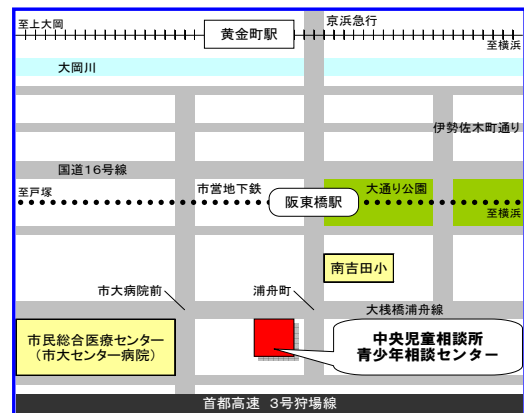 至上大岡
京浜急行
黄金町駅
至横浜
大岡川
伊勢佐木町通り
国道16号線
至戸塚
市営地下鉄
大通り公園
阪東橋駅
至横浜
南吉田小
市大病院前
浦舟町
大桟橋浦舟線
市民総合医療センター
（市大センター病院）
中央児童相談所
青少年相談センター
首都高速 3号狩場線